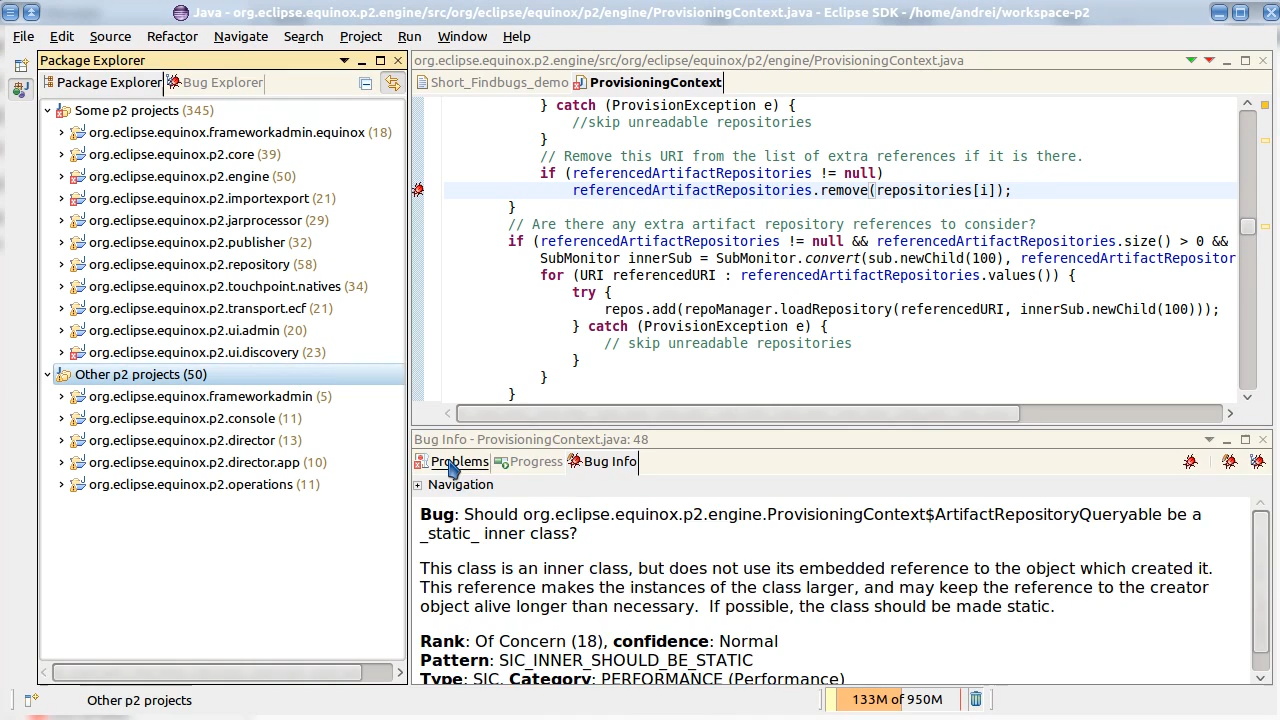 Java - org.eclipse.equinox.p2.engine/src/org/eclipse/equinox/p2/engine/ProvisioningContext.java - Eclipse SDK - /home/andrei/workspace-p2
File Edit Source Refactor Navigate Search Project Run Window Help
Package Explorer
Package Explorer Bug Explorer
Some p2 projects (345)
org.eclipse.equinox.frameworkadmin.equinox (18)
org.eclipse.equinox.p2.core (39)
org.eclipse.equinox.p2.engine (50)
org.eclipse.equinox.p2.importexport (21)
org.eclipse.equinox.p2.jarprocessor (29)
org.eclipse.equinox.p2.publisher (32)
org.eclipse.equinox.p2.repository (58)
org.eclipse.equinox.p2.touchpoint.natives (34)
org.eclipse.equinox.p2.transport.ecf (21)
org.eclipse.equinox.p2.ui.admin (20)
org.eclipse.equinox.p2.ui.discovery (23)
Other p2 projects (50)
org.eclipse.equinox.frameworkadmin (5)
org.eclipse.equinox.p2.console (11)
org.eclipse.equinox.p2.director (13)
org.eclipse.equinox.p2.director.app (10)
org.eclipse.equinox.p2.operations (11)
org.eclipse.equinox.p2.engine/src/org/eclipse/equinox/p2/engine/ProvisioningContext.java
Short_Findbugs_demo ProvisioningContext
} catch (ProvisionException e) {
//skip unreadable repositories
}
// Remove this URI from the list of extra references if it is there.
if (referencedArtifactRepositories != null)
referencedArtifactRepositories.remove(repositories[i]);
}
// Are there any extra artifact repository references to consider?
if (referencedArtifactRepositories != null && referencedArtifactRepositories.size() > 0 &&
SubMonitor innerSub = SubMonitor.convert(sub.newChild(100), referencedArtifactRepositor
for (URI referencedURI : referencedArtifactRepositories.values()) {
try {
repos.add(repoManager.loadRepository(referencedURI, innerSub.newChild(100)));
} catch (ProvisionException e) {
// skip unreadable repositories
}
}
}
Bug Info - ProvisioningContext.java: 48
Problems Progress Bug Info
Navigation
Bug: Should org.eclipse.equinox.p2.engine.ProvisioningContext$ArtifactRepositoryQueryable be a
_static_ inner class?
This class is an inner class, but does not use its embedded reference to the object which created it.
This reference makes the instances of the class larger, and may keep the reference to the creator
object alive longer than necessary.  If possible, the class should be made static.
Rank: Of Concern (18), confidence: Normal
Pattern: SIC_INNER_SHOULD_BE_STATIC
Type: SIC, Category: PERFORMANCE (Performance)
Other p2 projects
133M of 950M